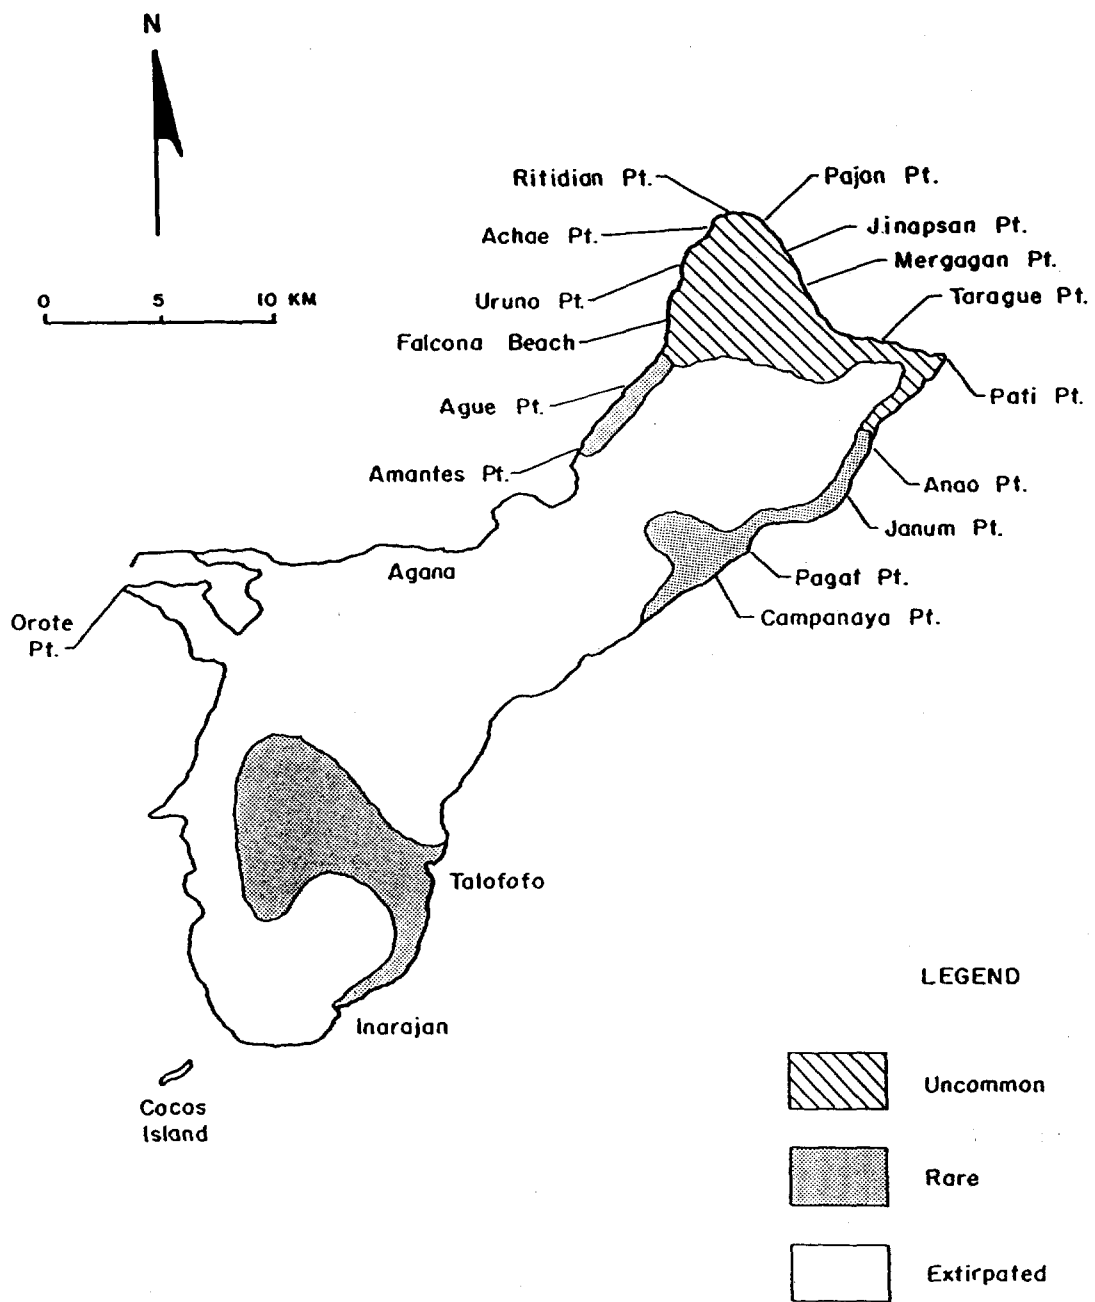 N
0 5 10 KM
Ritidian Pt.
Pajon Pt.
Achae Pt.
Jinapsan Pt.
Mergagan Pt.
Uruno Pt.
Tarague Pt.
Falcona Beach
Pati Pt.
Ague Pt.
Amantes Pt.
Anao Pt.
Janum Pt.
Agana
Pagat Pt.
Campanaya Pt.
Orote
Pt.
Talofofo
Inarajan
Cocos
Island
LEGEND
Uncommon
Rare
Extirpated